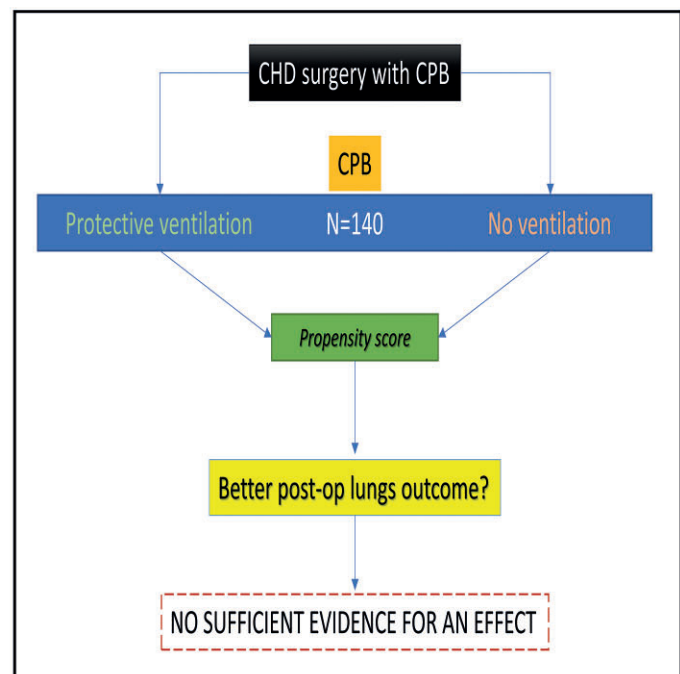 CHD surgery with CPB
CPB
Protective ventilation N=140 No ventilation
Propensity score
Better post-op lungs outcome?
NO SUFFICIENT EVIDENCE FOR AN EFFECT